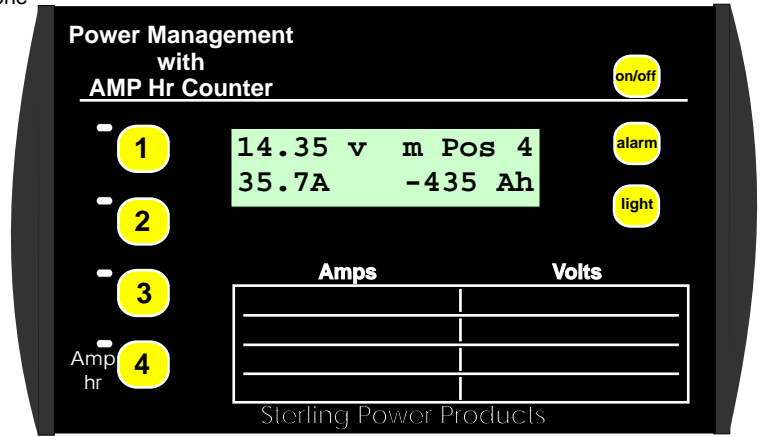 one
Power Management
with
AMP Hr Counter
on/off
1
14.35 v m Pos 4
35.7A -435 Ah
alarm
2
light
3
Amps Volts
Amp
hr
4
Sterling Power Products